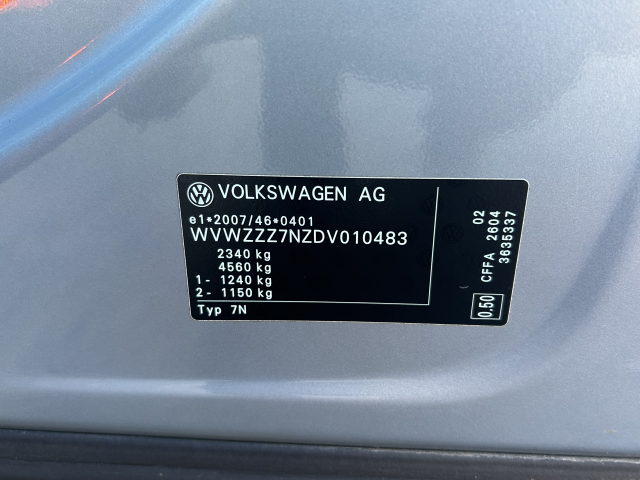 VOLKSWAGEN AG
e1*2007/46*0401
WVWZZZ7NZDV010483
2340 kg
4560 kg
1- 1240 kg
2- 1150 kg
Typ 7N
02
CFFA 2604
3635337
0.50